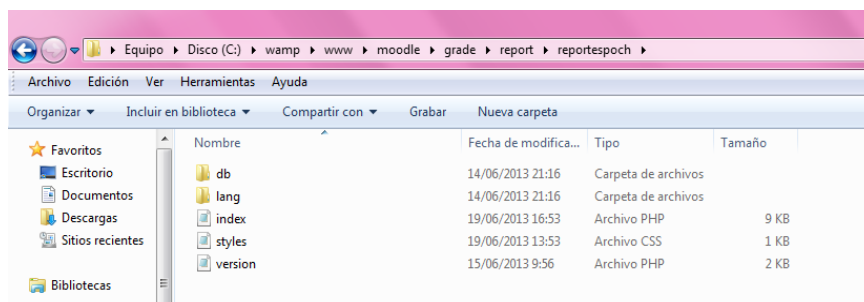 Equipo ▸ Disco (C:) ▸ wamp ▸ www ▸ moodle ▸ grade ▸ report ▸ reportespoch ▸
Archivo Edición Ver Herramientas Ayuda
Organizar Incluir en biblioteca Compartir con Grabar Nueva carpeta
Nombre Fecha de modifica... Tipo Tamaño
Favoritos
Escritorio
Documentos
Descargas
Sitios recientes
Bibliotecas
db 14/06/2013 21:16 Carpeta de archivos
lang 14/06/2013 21:16 Carpeta de archivos
index 19/06/2013 16:53 Archivo PHP 9 KB
styles 19/06/2013 13:53 Archivo CSS 1 KB
version 15/06/2013 9:56 Archivo PHP 2 KB